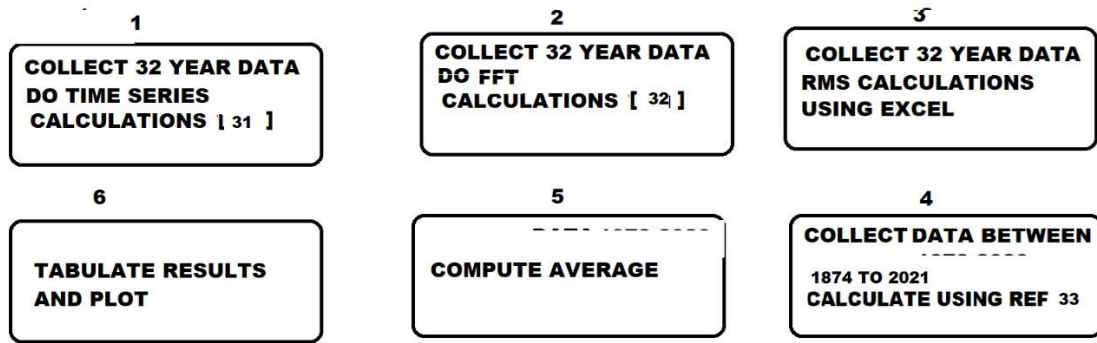 1
COLLECT 32 YEAR DATA
DO TIME SERIES
CALCULATIONS [ 31 ]
2
COLLECT 32 YEAR DATA
DO FFT
CALCULATIONS [ 32 ]
3
COLLECT 32 YEAR DATA
RMS CALCULATIONS
USING EXCEL
6
TABULATE RESULTS
AND PLOT
5
COMPUTE AVERAGE
4
COLLECT DATA BETWEEN
1874 TO 2021
CALCULATE USING REF 33